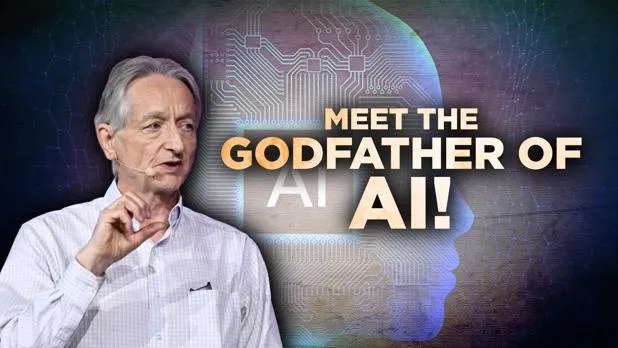 MEET THE
GODFATHER OF
AI!
AI